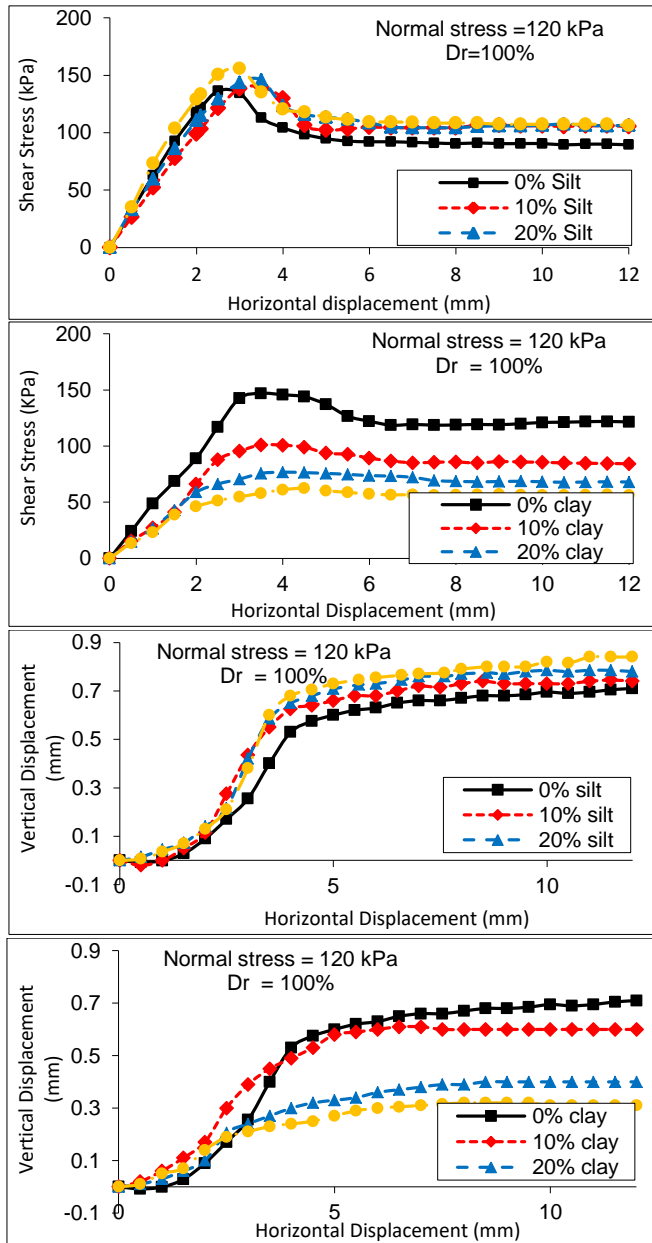 Normal stress =120 kPa
Dr=100%
200
150
100
50
0
Shear Stress (kPa)
0% Silt
10% Silt
20% Silt
0 2 4 6 8 10 12
Horizontal displacement (mm)
Normal stress = 120 kPa
Dr = 100%
200
150
100
50
0
Shear Stress (KPa)
0% clay
10% clay
20% clay
0 2 4 6 8 10 12
Horizontal Displacement (mm)
Normal stress = 120 kPa
Dr = 100%
0.9
0.7
0.5
0.3
0.1
-0.1
Vertical Displacement
(mm)
0% silt
10% silt
20% silt
0 5 10
Horizontal Displacement (mm)
Normal stress = 120 kPa
Dr = 100%
0.9
0.7
0.5
0.3
0.1
-0.1
Vertical Displacement
(mm)
0% clay
10% clay
20% clay
0 5 10
Horizontal Displacement (mm)